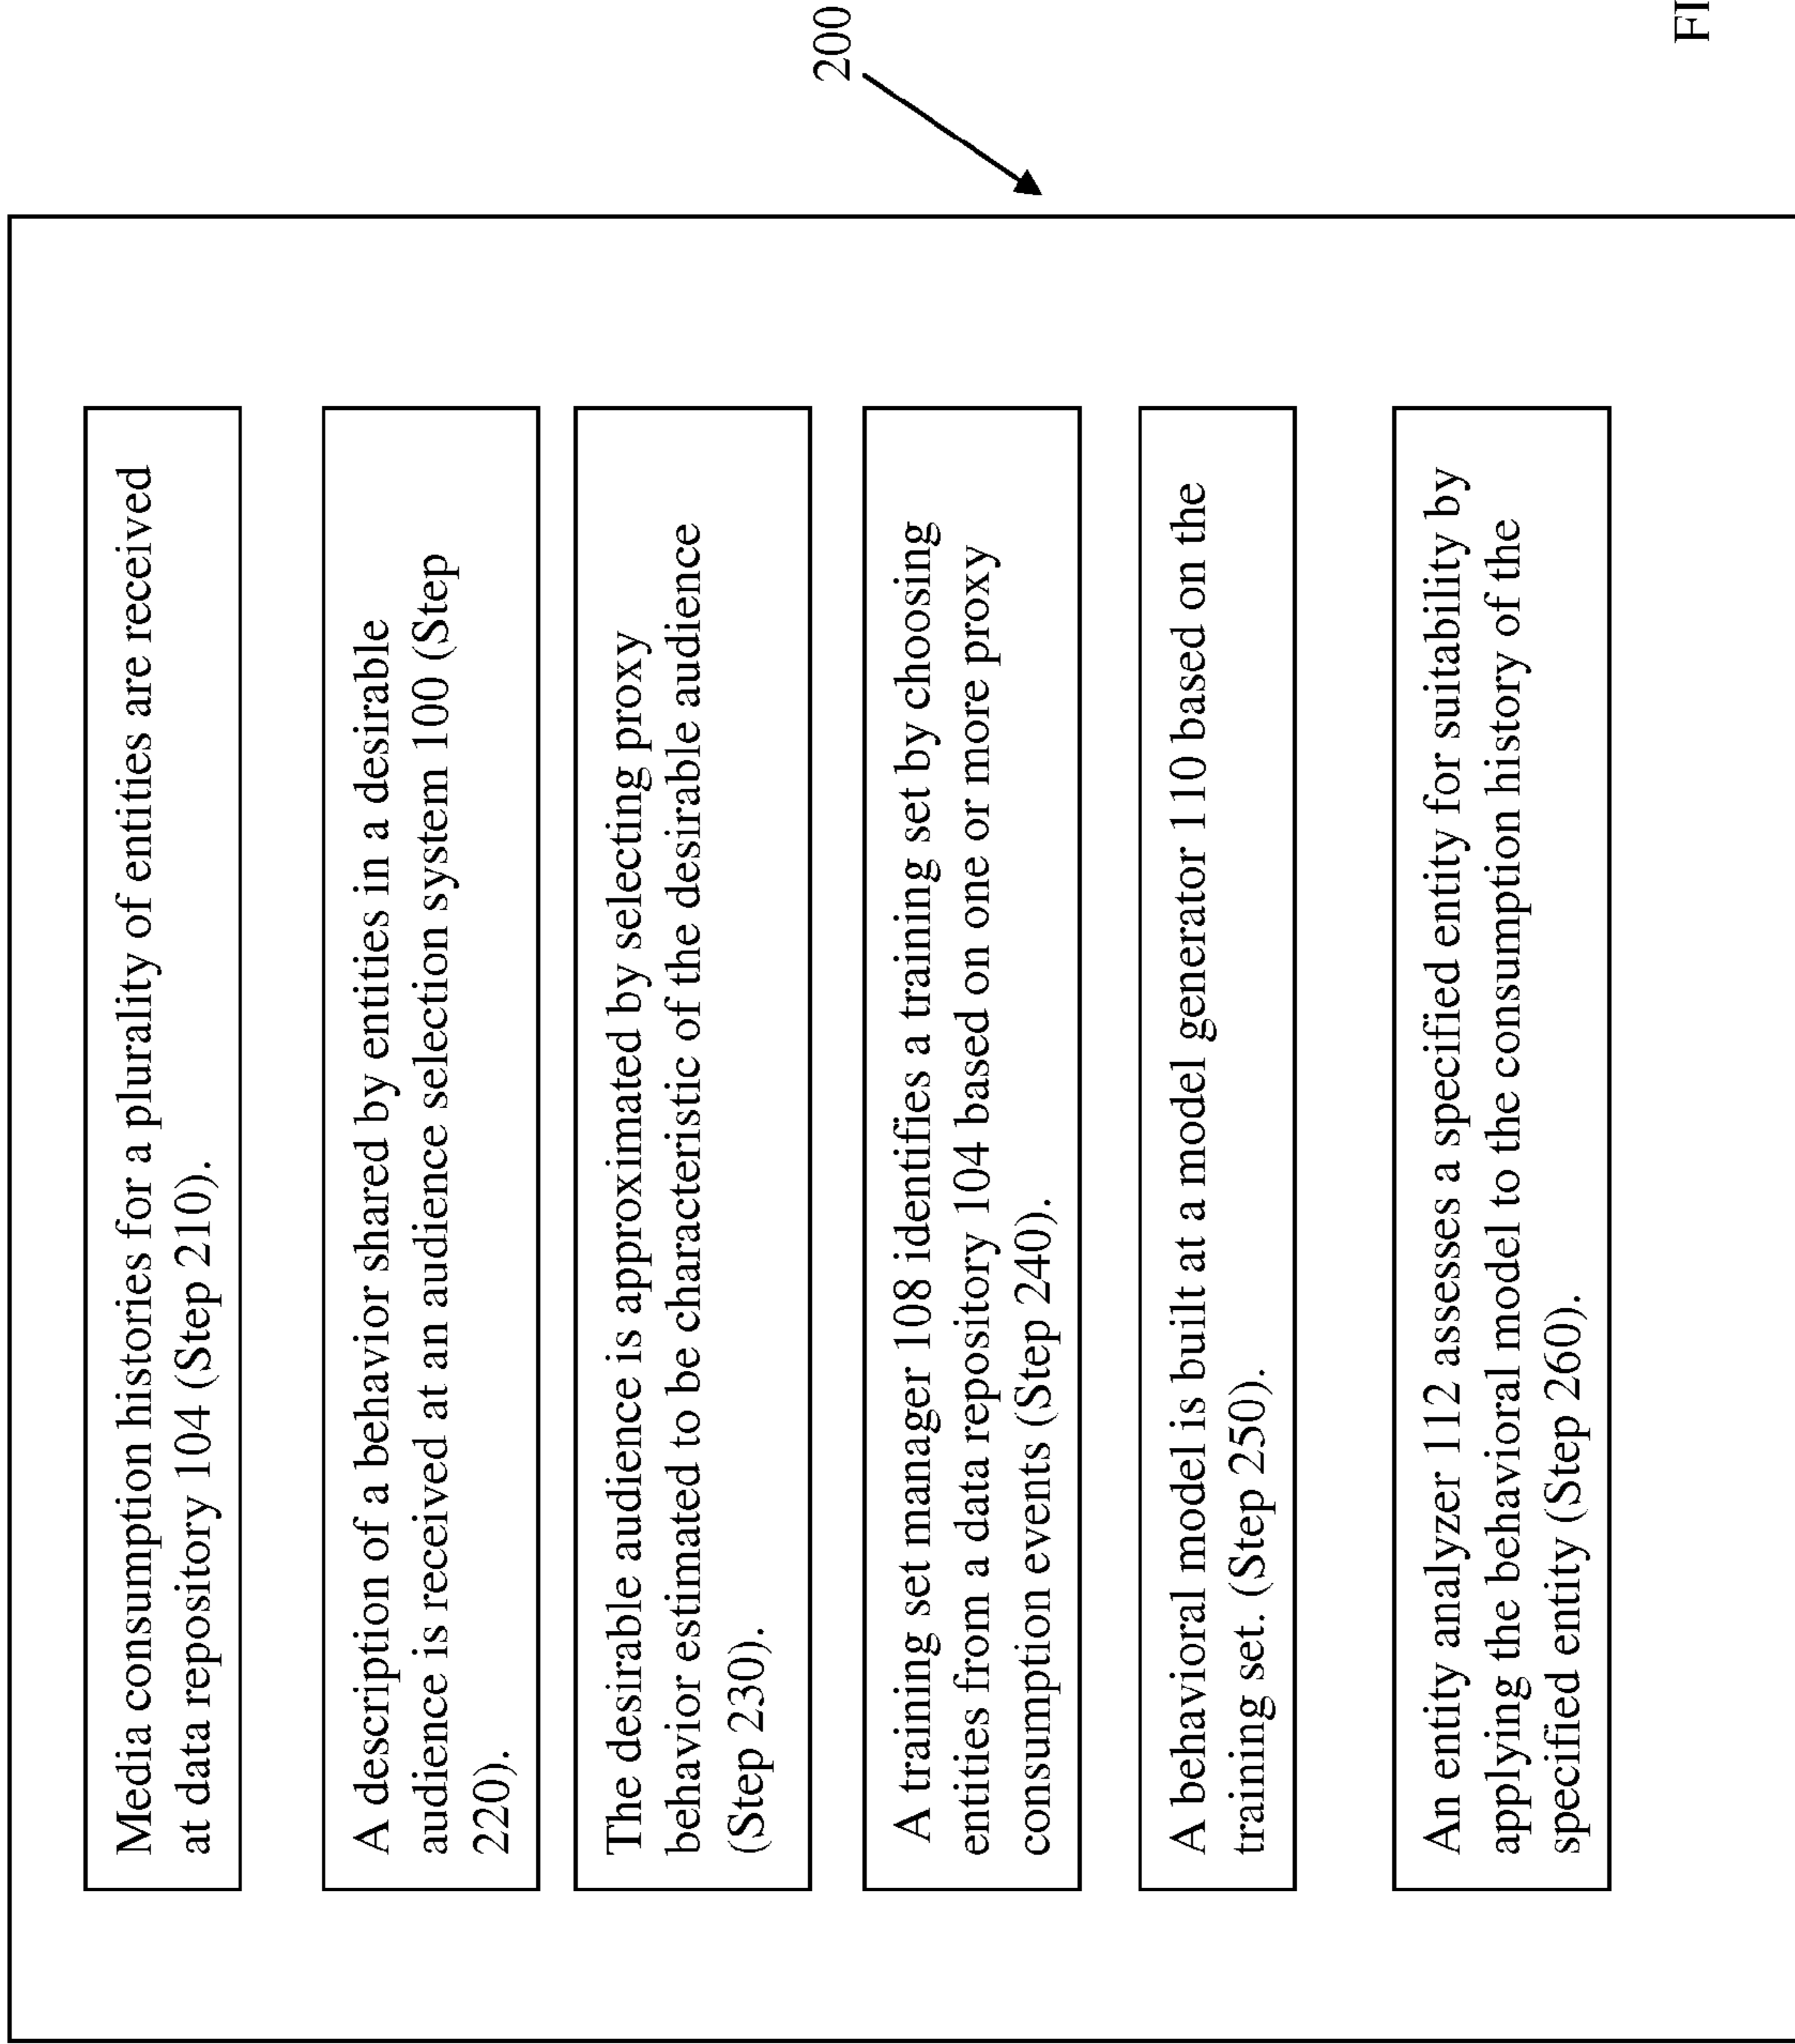 Media consumption histories for a plurality of entities are received
at data repository 104 (Step 210).
A description of a behavior shared by entities in a desirable
audience is received at an audience selection system 100 (Step
220).
The desirable audience is approximated by selecting proxy
behavior estimated to be characteristic of the desirable audience
(Step 230).
A training set manager 108 identifies a training set by choosing
entities from a data repository 104 based on one or more proxy
consumption events (Step 240).
A behavioral model is built at a model generator 110 based on the
training set. (Step 250).
An entity analyzer 112 assesses a specified entity for suitability by
applying the behavioral model to the consumption history of the
specified entity (Step 260).
200
FI